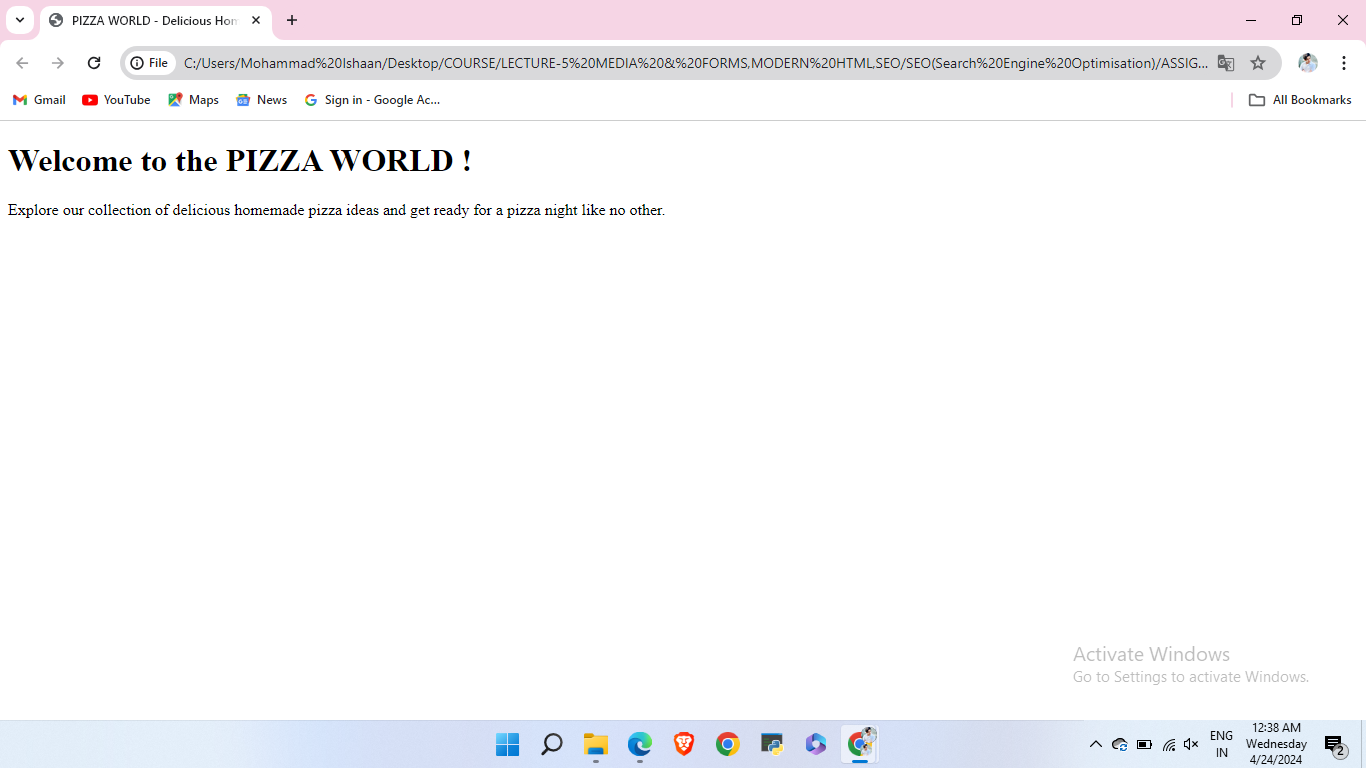 PIZZA WORLD - Delicious Hom
File
C:/Users/Mohammad%20Ishaan/Desktop/COURSE/LECTURE-5%20MEDIA%20&%20FORMS,MODERN%20HTML,SEO/SEO(Search%20Engine%20Optimisation)/ASSIG...
Gmail
YouTube
Maps
News
Sign in - Google Ac...
All Bookmarks
Welcome to the PIZZA WORLD !
Explore our collection of delicious homemade pizza ideas and get ready for a pizza night like no other.
Activate Windows
Go to Settings to activate Windows.
ENG
IN
12:38 AM
Wednesday
4/24/2024
2